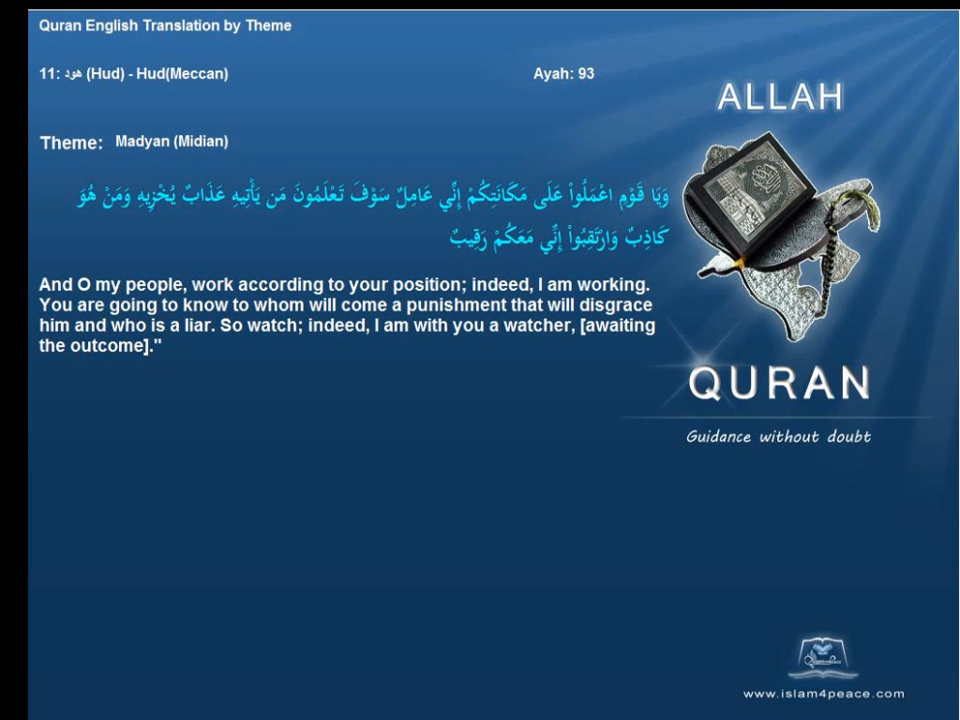 Quran English Translation by Theme
11: هود (Hud) - Hud(Meccan) Ayah: 93
Theme: Madyan (Midian)
وَيَا قَوْمِ اعْمَلُواْ عَلَى مَكَانَتِكُمْ إِنِّي عَامِلٌ سَوْفَ تَعْلَمُونَ مَن يَأْتِيهِ عَذَابٌ يُخْزِيهِ وَمَنْ هُوَ
كَاذِبٌ وَارْتَقِبُواْ إِنِّي مَعَكُمْ رَقِيبٌ
And O my people, work according to your position; indeed, I am working.
You are going to know to whom will come a punishment that will disgrace
him and who is a liar. So watch; indeed, I am with you a watcher, [awaiting
the outcome]."
ALLAH
QURAN
Guidance without doubt
www.islam4peace.com